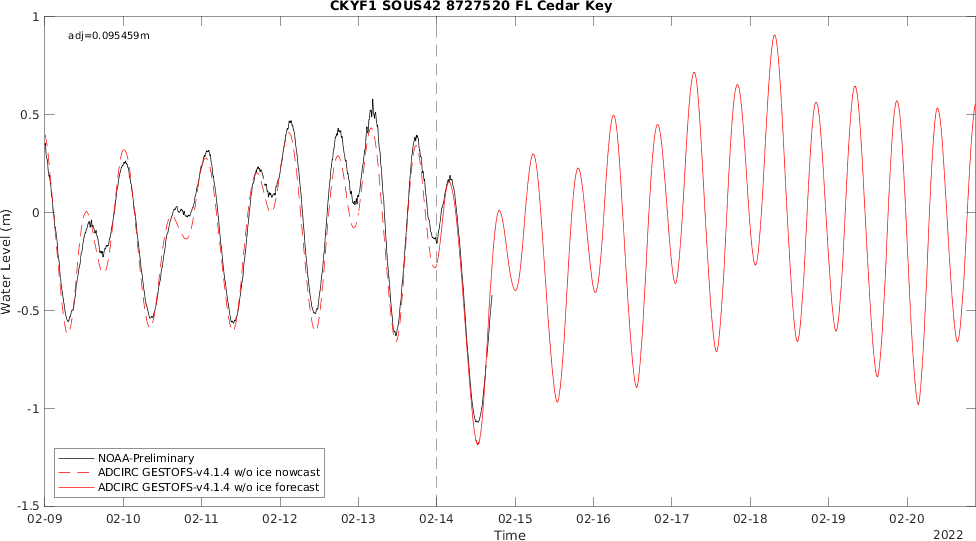 CKYF1 SOUS42 8727520 FL Cedar Key
adj=0.095459m
1
0.5
0
-0.5
-1
-1.5
Water Level (m)
NOAA-Preliminary
ADCIRC GESTOFS-v4.1.4 w/o ice nowcast
ADCIRC GESTOFS-v4.1.4 w/o ice forecast
02-09 02-10 02-11 02-12 02-13 02-14 02-15 02-16 02-17 02-18 02-19 02-20
Time
2022